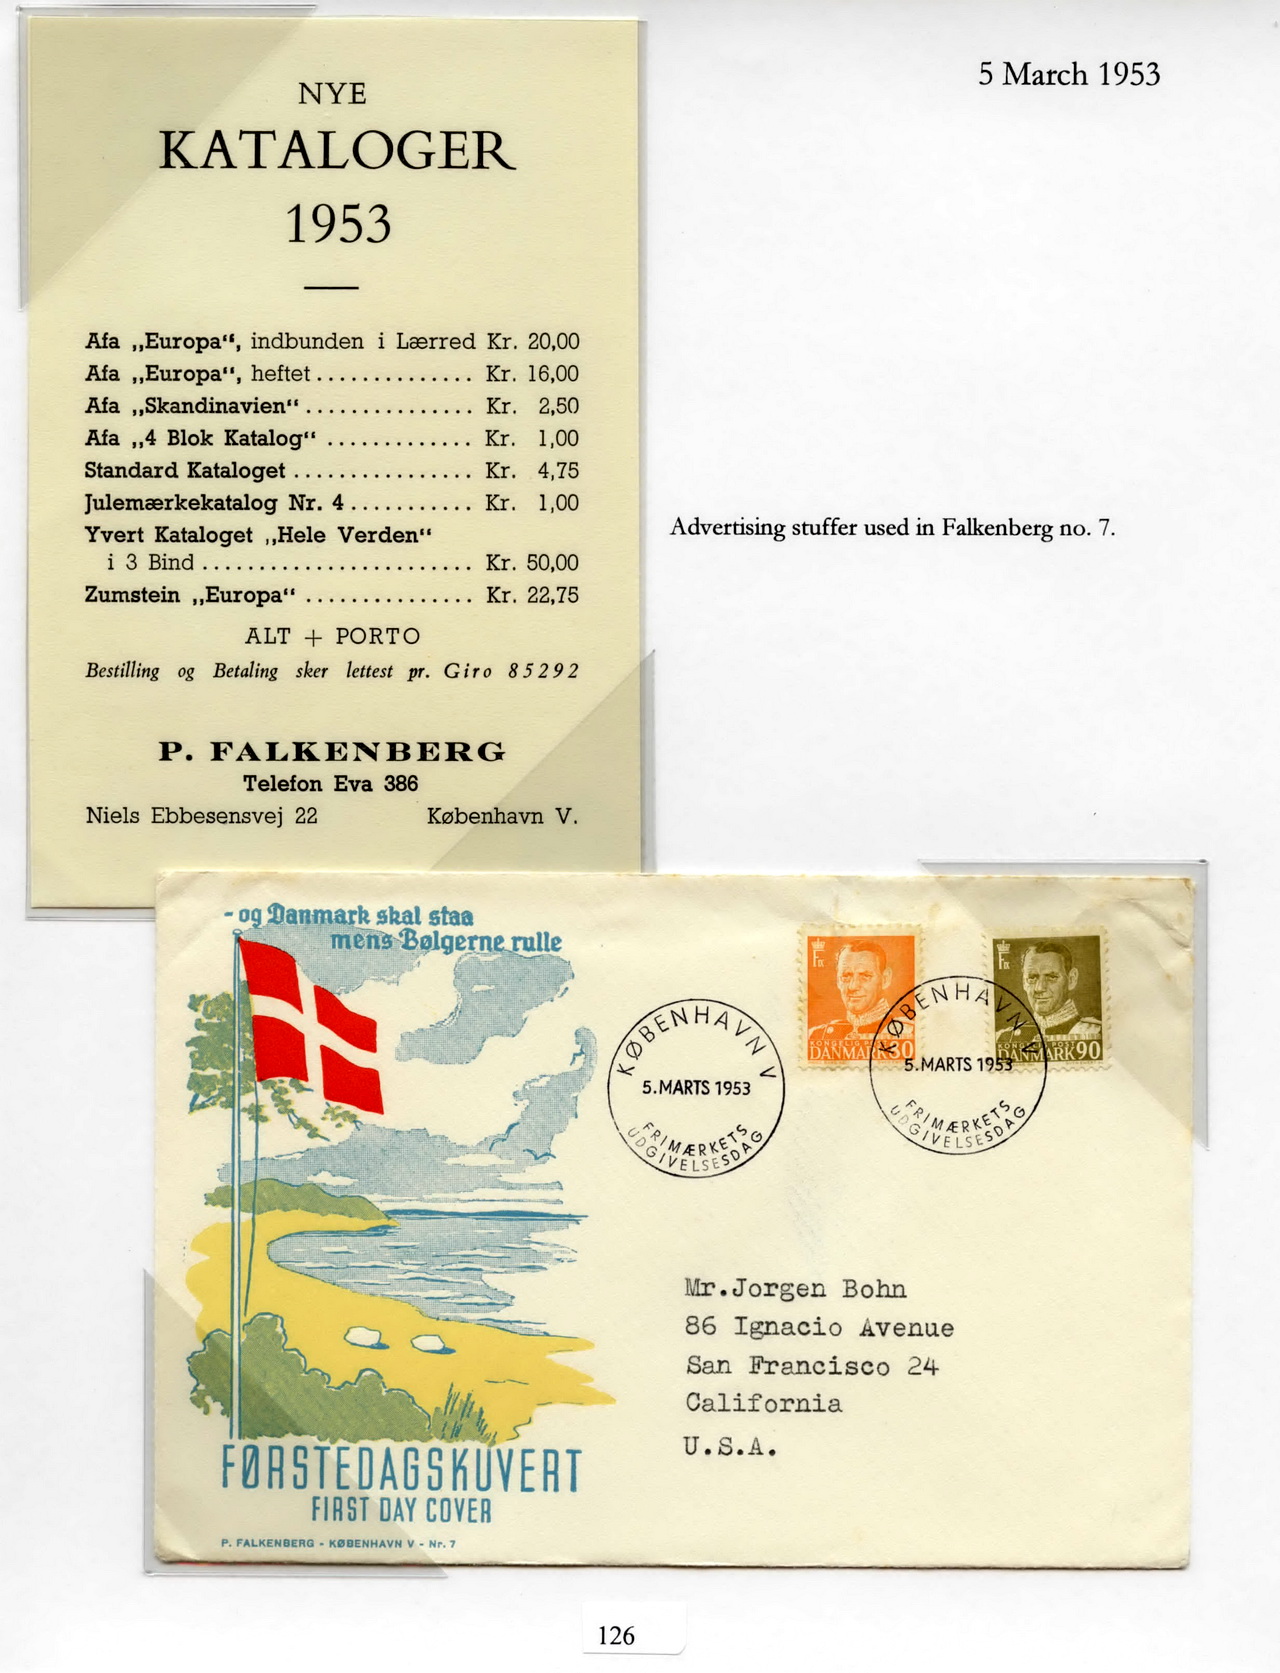 5 March 1953
NYE
KATALOGER
1953
Afa „Europa“, indbunden i Lærred Kr. 20,00
Afa „Europa“, heftet.............. Kr. 16,00
Afa „Skandinavien“............... Kr. 2,50
Afa „4 Blok Katalog“ ............. Kr. 1,00
Standard Kataloget................ Kr. 4,75
Julemærkekatalog Nr. 4........... Kr. 1,00
Yvert Kataloget „Hele Verden“
i 3 Bind........................ Kr. 50,00
Zumstein „Europa“ ............... Kr. 22,75
ALT + PORTO
Bestilling og Betaling sker lettest pr. Giro 85292
P. FALKENBERG
Telefon Eva 386
Niels Ebbesensvej 22 København V.
Advertising stuffer used in Falkenberg no. 7.
- og Danmark skal staa
mens Bølgerne rulle
KØBENHAVN V
5.MARTS 1953
FRIMÆRKETS
UDGIVELSESDAG
KONGELIG POST
DANMARK 30
KONGELIG POST
DANMARK 90
KØBENHAVN V
5.MARTS 1953
FRIMÆRKETS
UDGIVELSESDAG
Mr.Jorgen Bohn
86 Ignacio Avenue
San Francisco 24
California
U.S.A.
FØRSTEDAGSKUVERT
FIRST DAY COVER
P. FALKENBERG - KØBENHAVN V - Nr. 7
126